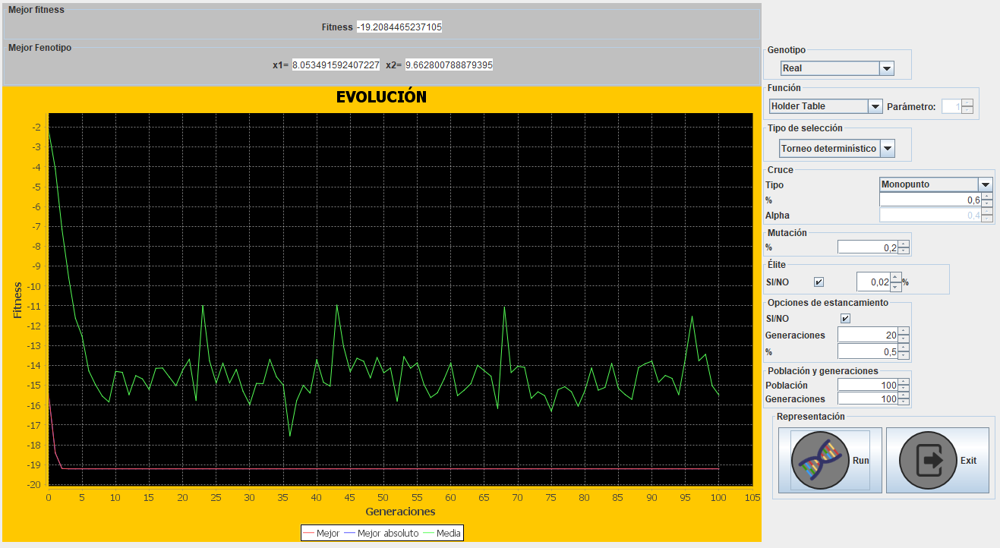 Mejor fitness
Fitness -19.2084465237105
Mejor Fenotipo
x1= 8.053491592407227 x2= 9.662800788879395
EVOLUCIÓN
Fitness
-2
-3
-4
-5
-6
-7
-8
-9
-10
-11
-12
-13
-14
-15
-16
-17
-18
-19
-20
0 5 10 15 20 25 30 35 40 45 50 55 60 65 70 75 80 85 90 95 100 105
Generaciones
Mejor Mejor absoluto Media
Genotipo
Real
Función
Holder Table Parámetro: 1
Tipo de selección
Torneo determinístico
Cruce
Tipo Monopunto
% 0,6
Alpha 0,4
Mutación
% 0,2
Élite
SI/NO 0,02 %
Opciones de estancamiento
SI/NO
Generaciones 20
% 0,5
Población y generaciones
Población 100
Generaciones 100
Representación
Run Exit